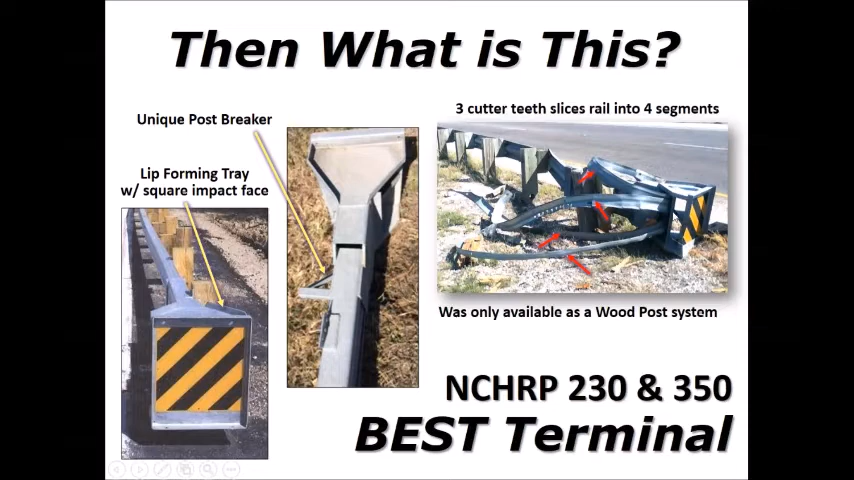 Then What is This?
Unique Post Breaker
Lip Forming Tray
w/ square impact face
3 cutter teeth slices rail into 4 segments
Was only available as a Wood Post system
NCHRP 230 & 350
BEST Terminal